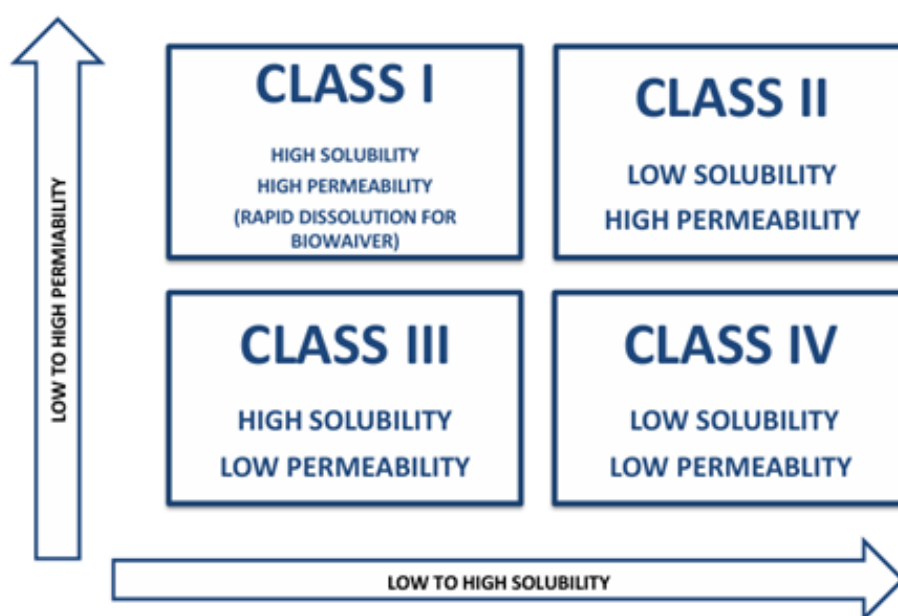 LOW TO HIGH PERMIABILITY
CLASS I
HIGH SOLUBILITY
HIGH PERMEABILITY
(RAPID DISSOLUTION FOR
BIOWAIVER)
CLASS II
LOW SOLUBILITY
HIGH PERMEABILITY
CLASS III
HIGH SOLUBILITY
LOW PERMEABILITY
CLASS IV
LOW SOLUBILITY
LOW PERMEABLITY
LOW TO HIGH SOLUBILITY